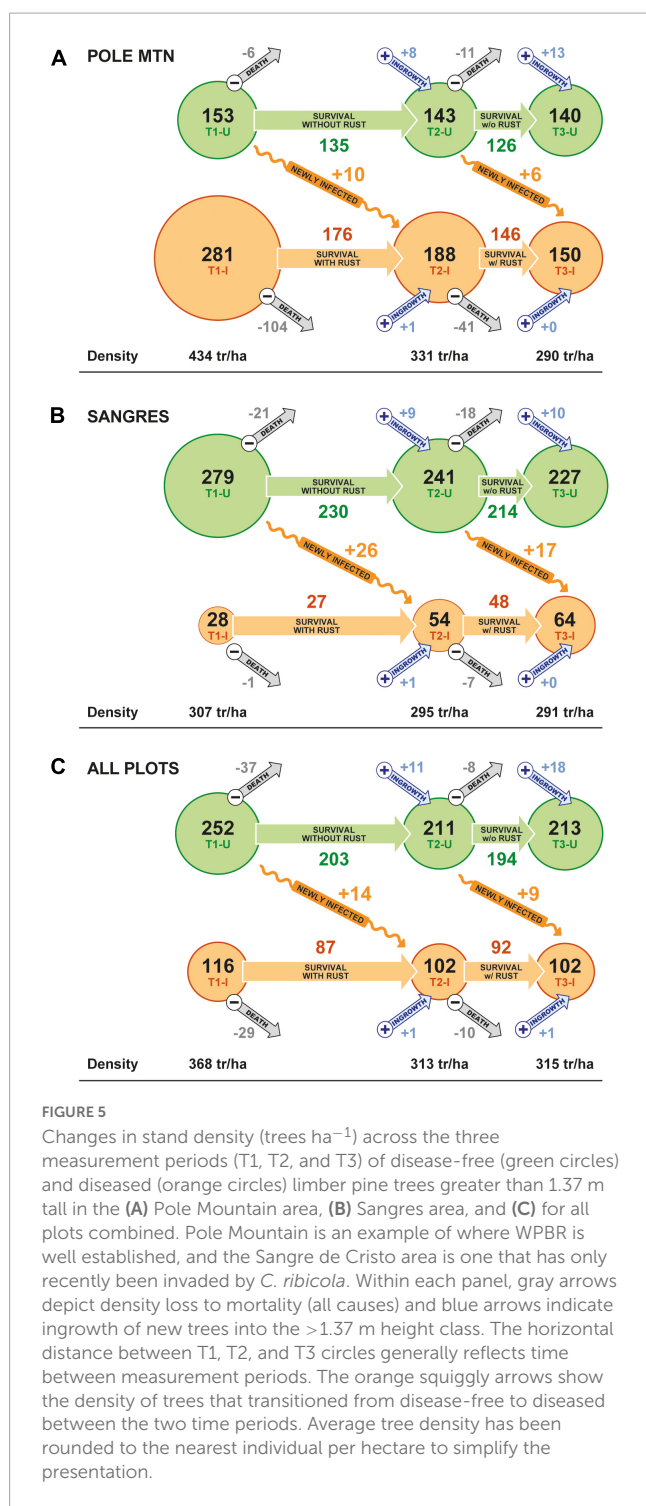 A POLE MTN
-6
DEATH
+8
INGROWTH
-11
DEATH
+13
INGROWTH
153
T1-U
SURVIVAL
WITHOUT RUST
135
143
T2-U
SURVIVAL
w/o RUST
126
140
T3-U
+10
NEWLY INFECTED
+6
NEWLY INFECTED
281
T1-I
176
SURVIVAL
WITH RUST
188
T2-I
146
SURVIVAL
w/ RUST
150
T3-I
DEATH
-104
INGROWTH
+1
DEATH
-41
INGROWTH
+0
Density 434 tr/ha 331 tr/ha 290 tr/ha
B SANGRES
-21
DEATH
+9
INGROWTH
-18
DEATH
+10
INGROWTH
279
T1-U
SURVIVAL
WITHOUT RUST
230
241
T2-U
SURVIVAL
w/o RUST
214
227
T3-U
+26
NEWLY INFECTED
+17
NEWLY INFECTED
28
T1-I
27
SURVIVAL
WITH RUST
54
T2-I
48
SURVIVAL
w/ RUST
64
T3-I
DEATH
-1
INGROWTH
+1
DEATH
-7
INGROWTH
+0
Density 307 tr/ha 295 tr/ha 291 tr/ha
C ALL PLOTS
-37
DEATH
+11
INGROWTH
-8
DEATH
+18
INGROWTH
252
T1-U
SURVIVAL
WITHOUT RUST
203
211
T2-U
SURVIVAL
w/o RUST
194
213
T3-U
+14
NEWLY INFECTED
+9
NEWLY INFECTED
116
T1-I
87
SURVIVAL
WITH RUST
102
T2-I
92
SURVIVAL
w/ RUST
102
T3-I
DEATH
-29
INGROWTH
+1
DEATH
-10
INGROWTH
+1
Density 368 tr/ha 313 tr/ha 315 tr/ha
FIGURE 5
Changes in stand density (trees ha⁻¹) across the three
measurement periods (T1, T2, and T3) of disease-free (green circles)
and diseased (orange circles) limber pine trees greater than 1.37 m
tall in the (A) Pole Mountain area, (B) Sangres area, and (C) for all
plots combined. Pole Mountain is an example of where WPBR is
well established, and the Sangre de Cristo area is one that has only
recently been invaded by C. ribicola. Within each panel, gray arrows
depict density loss to mortality (all causes) and blue arrows indicate
ingrowth of new trees into the >1.37 m height class. The horizontal
distance between T1, T2, and T3 circles generally reflects time
between measurement periods. The orange squiggly arrows show
the density of trees that transitioned from disease-free to diseased
between the two time periods. Average tree density has been
rounded to the nearest individual per hectare to simplify the
presentation.